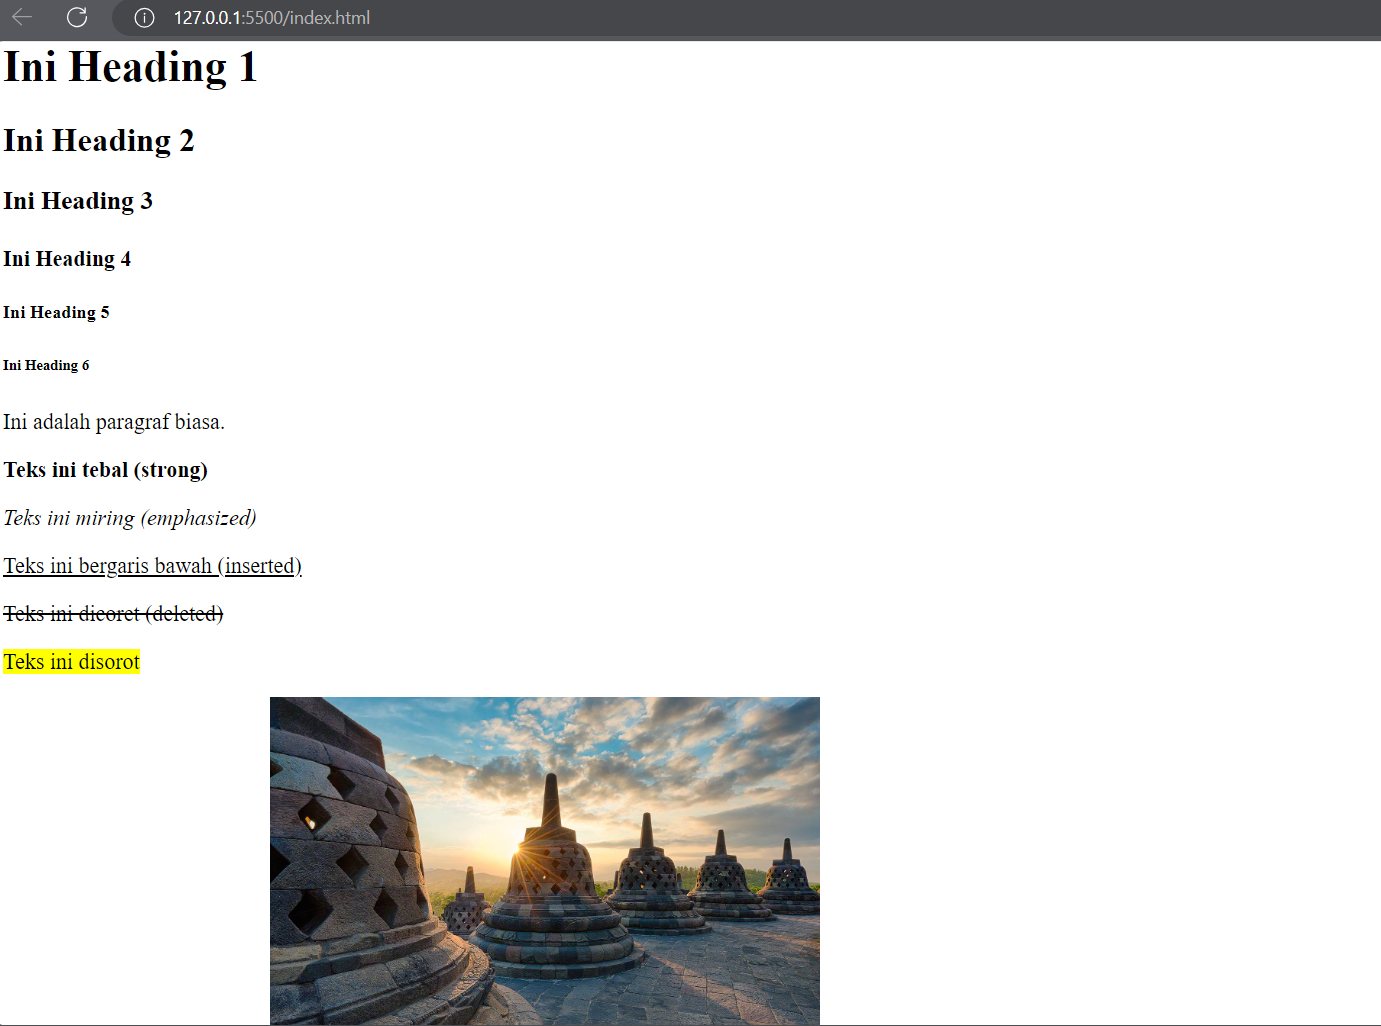 127.0.0.1:5500/index.html
Ini Heading 1
Ini Heading 2
Ini Heading 3
Ini Heading 4
Ini Heading 5
Ini Heading 6
Ini adalah paragraf biasa.
Teks ini tebal (strong)
Teks ini miring (emphasized)
Teks ini bergaris bawah (inserted)
Teks ini dicoret (deleted)
Teks ini disorot